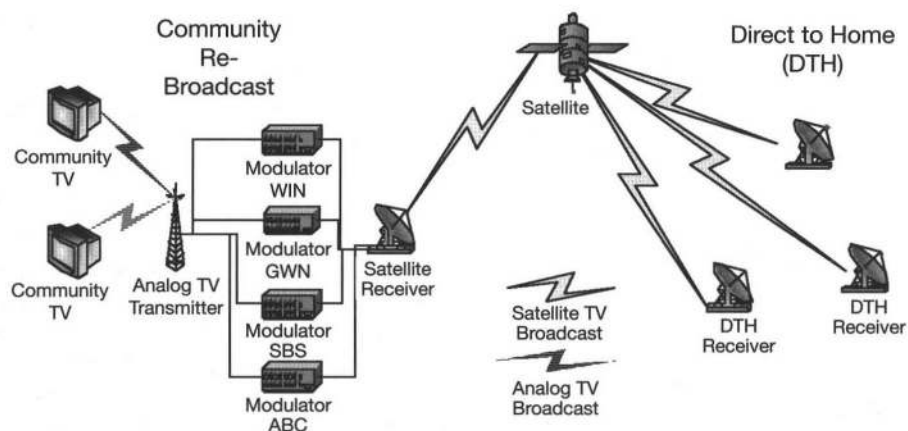 Community
Re-
Broadcast
Direct to Home
(DTH)
Satellite
Community
TV
Modulator
WIN
Community
TV
Analog TV
Transmitter
Modulator
GWN
Satellite
Receiver
Modulator
SBS
Modulator
ABC
Satellite TV
Broadcast
Analog TV
Broadcast
DTH
Receiver
DTH
Receiver